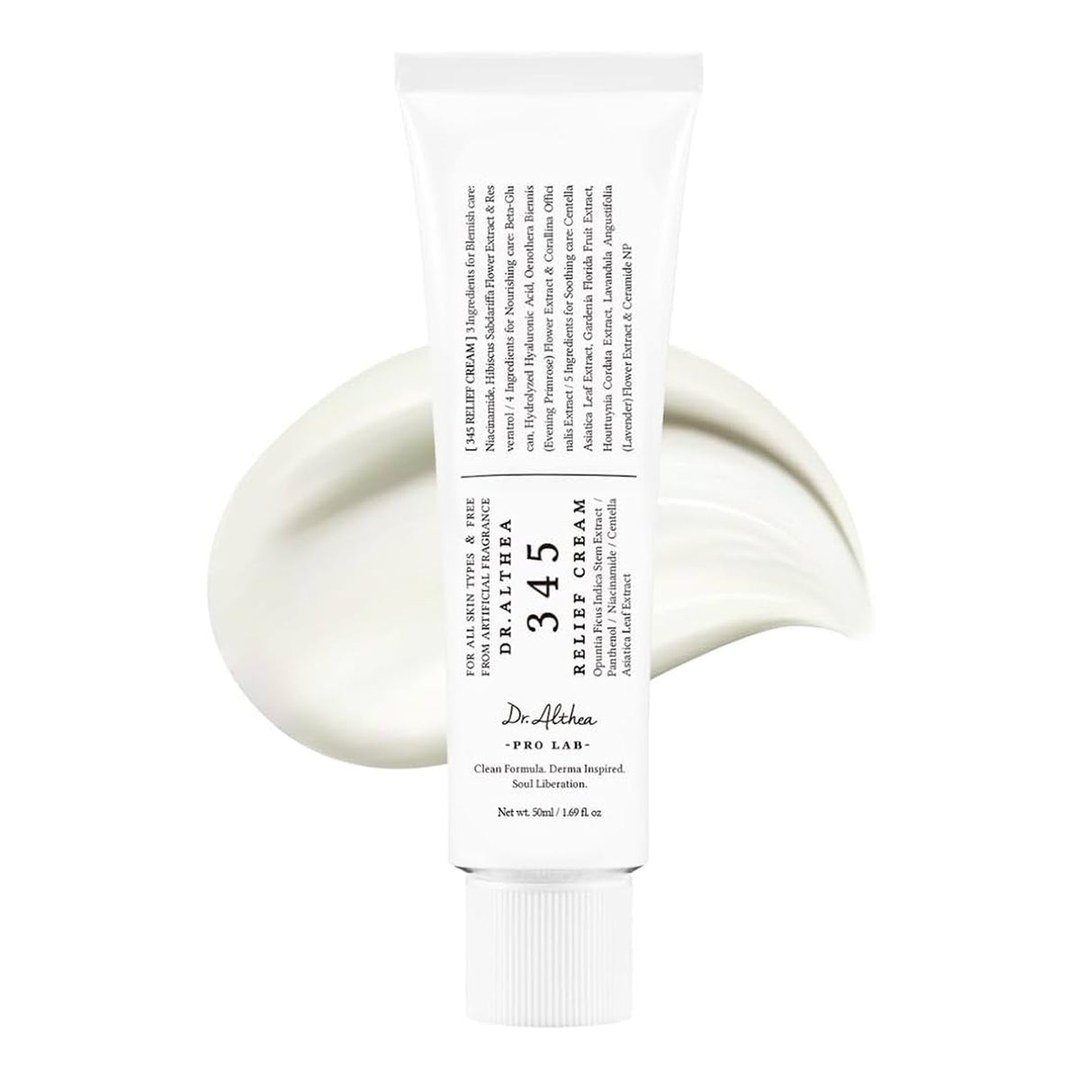 [ 345 RELIEF CREAM ] 3 Ingredients for Blemish care:
Niacinamide, Hibiscus Sabdariffa Flower Extract & Res
veratrol / 4 Ingredients for Nourishing care: Beta-Glu
can, Hydrolyzed Hyaluronic Acid, Oenothera Biennis
(Evening Primrose) Flower Extract & Corallina Offici
nalis Extract / 5 Ingredients for Soothing care: Centella
Asiatica Leaf Extract, Gardenia Florida Fruit Extract,
Houttuynia Cordata Extract, Lavandula Angustifolia
(Lavender) Flower Extract & Ceramide NP
FOR ALL SKIN TYPES & FREE
FROM ARTIFICIAL FRAGRANCE
DR.ALTHEA
345
RELIEF CREAM
Opuntia Ficus Indica Stem Extract /
Panthenol / Niacinamide / Centella
Asiatica Leaf Extract
Dr.Althea
-PRO LAB-
Clean Formula. Derma Inspired.
Soul Liberation.
Net wt. 50ml / 1.69 fl. oz